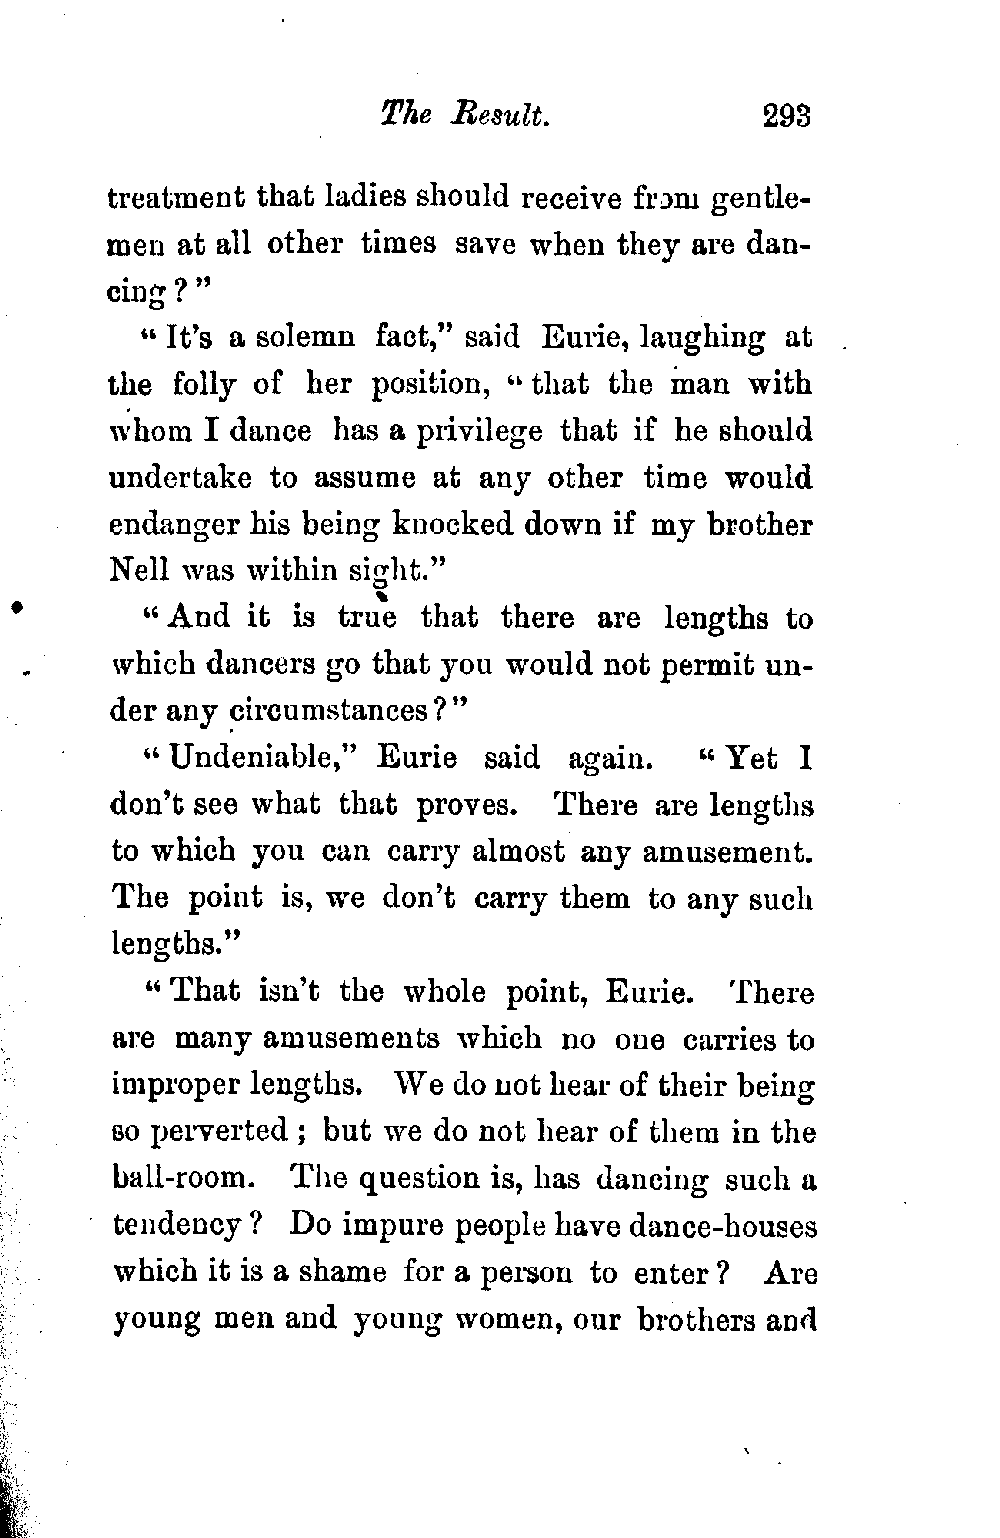 The Result. 293
treatment that ladies should receive from gentle-
men at all other times save when they are dan-
cing?"
"It's a solemn fact," said Eurie, laughing at
the folly of her position, "that the man with
whom I dance has a privilege that if he should
undertake to assume at any other time would
endanger his being knocked down if my brother
Nell was within sight."
"And it is true that there are lengths to
which dancers go that you would not permit un-
der any circumstances?"
"Undeniable," Eurie said again. "Yet I
don't see what that proves. There are lengths
to which you can carry almost any amusement.
The point is, we don't carry them to any such
lengths."
"That isn't the whole point, Eurie. There
are many amusements which no one carries to
improper lengths. We do not hear of their being
so perverted; but we do not hear of them in the
ball-room. The question is, has dancing such a
tendency? Do impure people have dance-houses
which it is a shame for a person to enter? Are
young men and young women, our brothers and